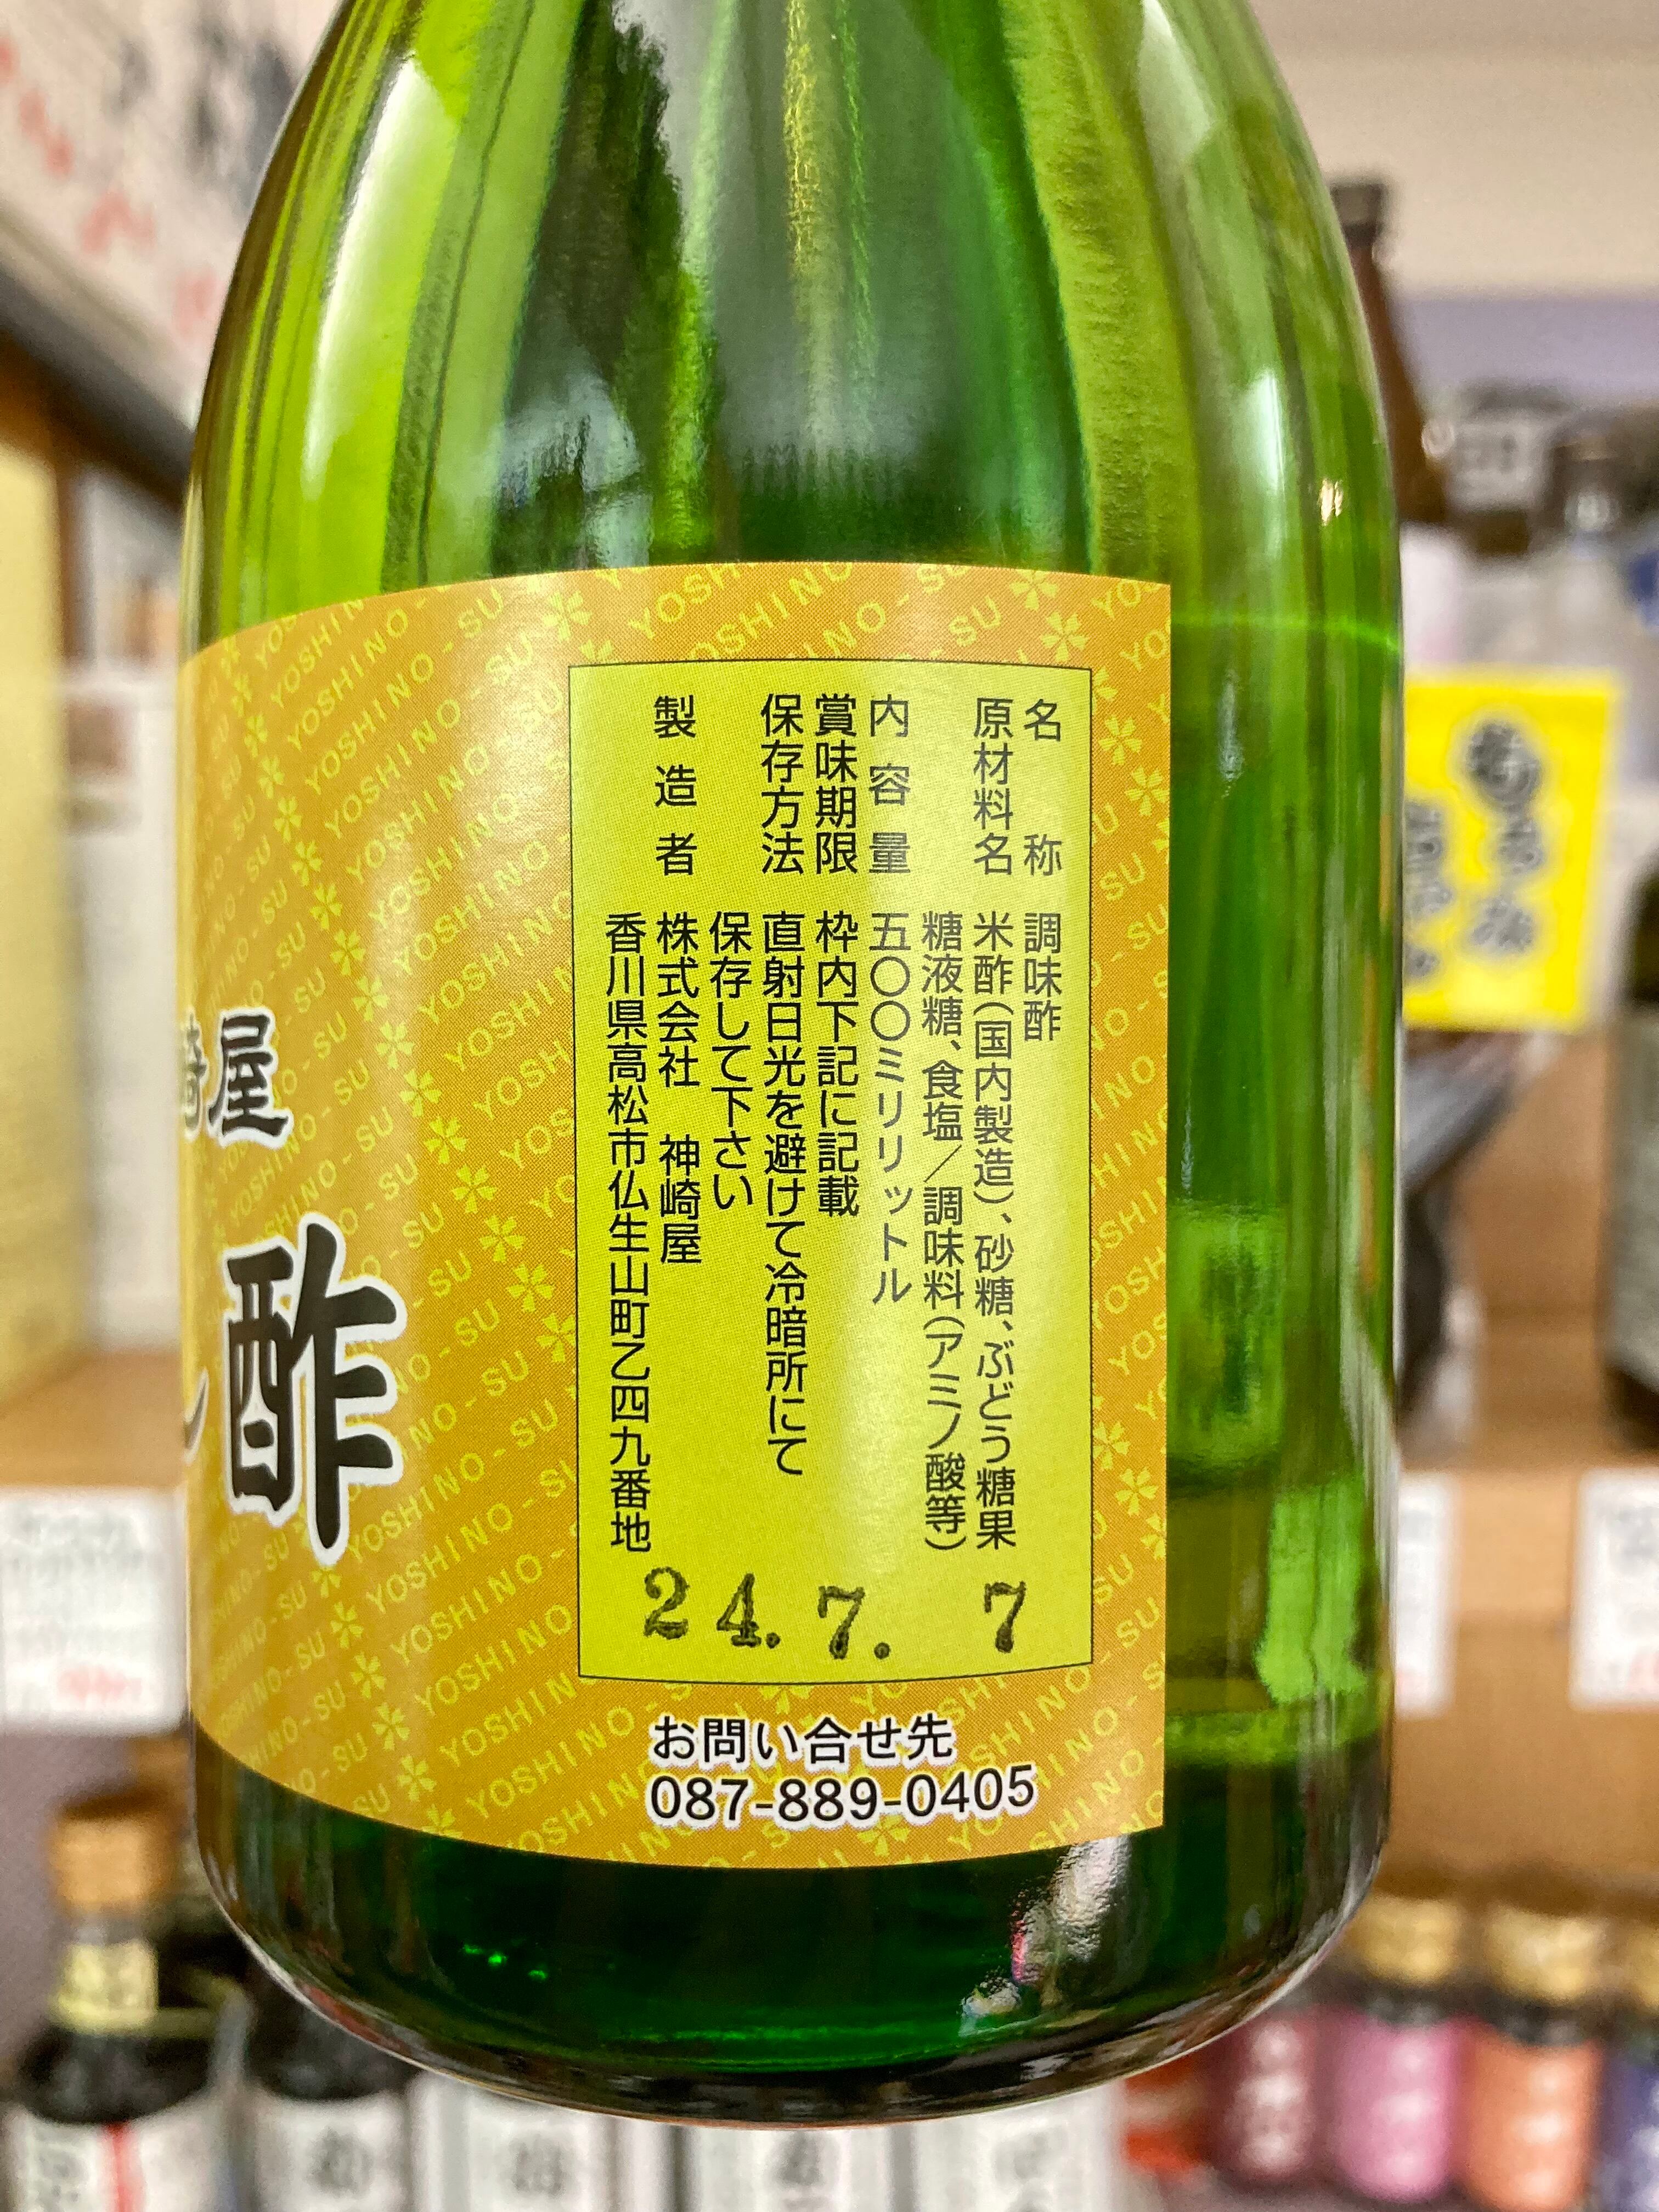 名称 調味酢
原材料名 米酢(国内製造)、砂糖、ぶどう糖果
糖液糖、食塩/調味料(アミノ酸等)
内容量 五〇〇ミリリットル
賞味期限 枠内下記に記載
保存方法 直射日光を避けて冷暗所にて
保存して下さい
製造者 株式会社 神崎屋
香川県高松市仏生山町乙四九番地
24.7.7
お問い合せ先
087-889-0405
崎屋
酢
YOSHINO-SU